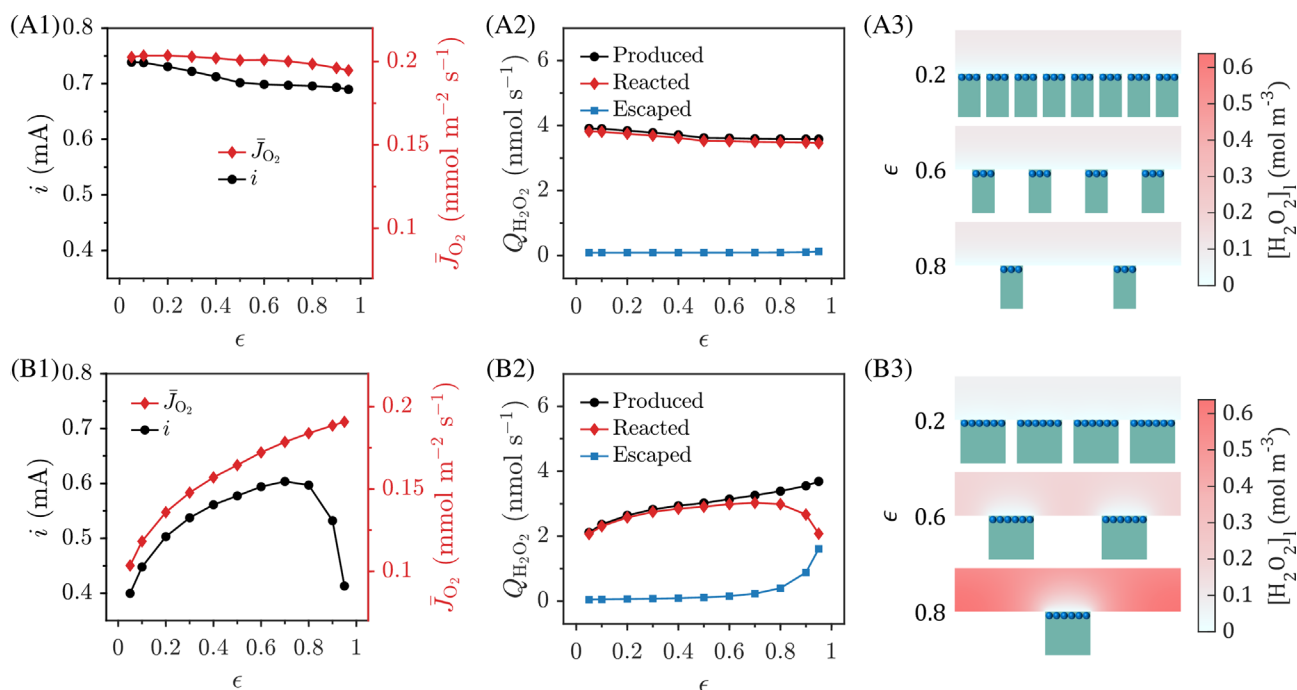 (A1)
0.8
0.7
0.6
0.5
0.4
i (mA)
J̄O₂
i
0.2
0.15
0.1
J̄O₂ (mmol m⁻² s⁻¹)
0 0.2 0.4 0.6 0.8 1
ϵ
(A2)
6
4
2
0
QH₂O₂ (nmol s⁻¹)
Produced
Reacted
Escaped
0 0.2 0.4 0.6 0.8 1
ϵ
(A3)
0.2
ϵ 0.6
0.8
0.6
0.5
0.4
0.3
0.2
0.1
0
[H₂O₂]ₗ (mol m⁻³)
(B1)
0.8
0.7
0.6
0.5
0.4
i (mA)
J̄O₂
i
0.2
0.15
0.1
J̄O₂ (mmol m⁻² s⁻¹)
0 0.2 0.4 0.6 0.8 1
ϵ
(B2)
6
4
2
0
QH₂O₂ (nmol s⁻¹)
Produced
Reacted
Escaped
0 0.2 0.4 0.6 0.8 1
ϵ
(B3)
0.2
ϵ 0.6
0.8
0.6
0.5
0.4
0.3
0.2
0.1
0
[H₂O₂]ₗ (mol m⁻³)